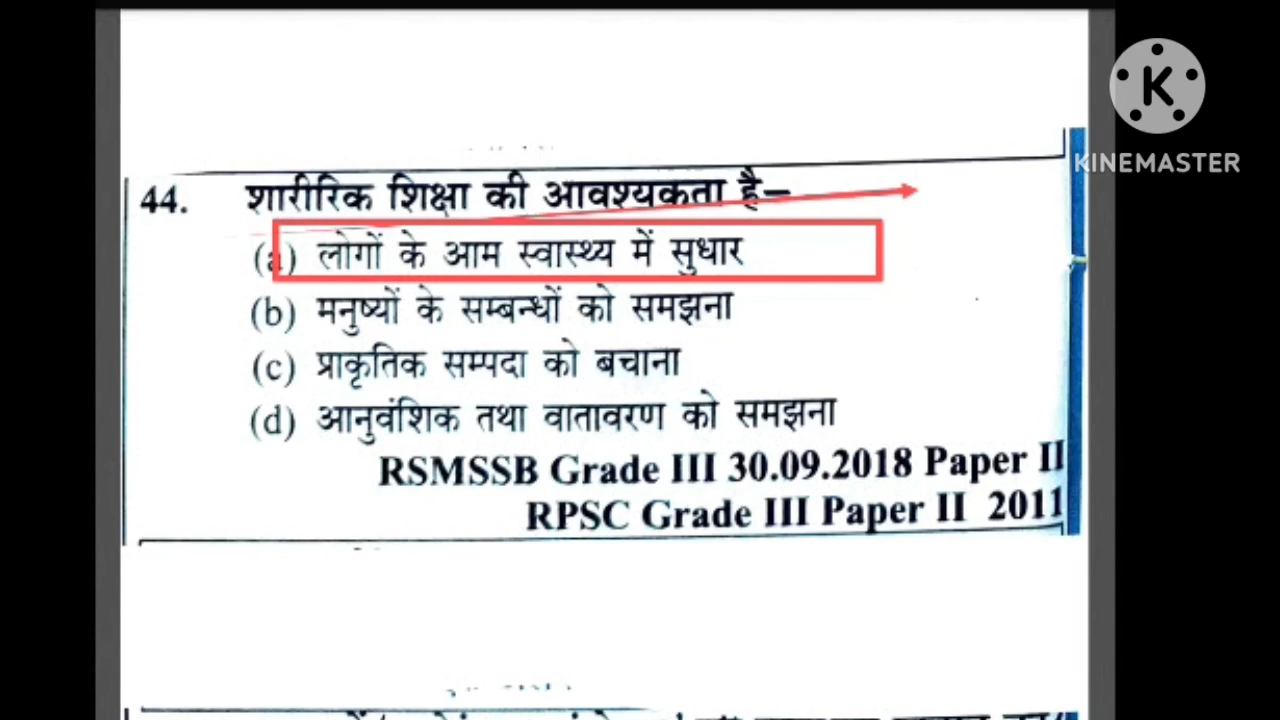 K
KINEMASTER
44. शारीरिक शिक्षा की आवश्यकता है–
(a) लोगों के आम स्वास्थ्य में सुधार
(b) मनुष्यों के सम्बन्धों को समझना
(c) प्राकृतिक सम्पदा को बचाना
(d) आनुवंशिक तथा वातावरण को समझना
RSMSSB Grade III 30.09.2018 Paper II
RPSC Grade III Paper II 2011